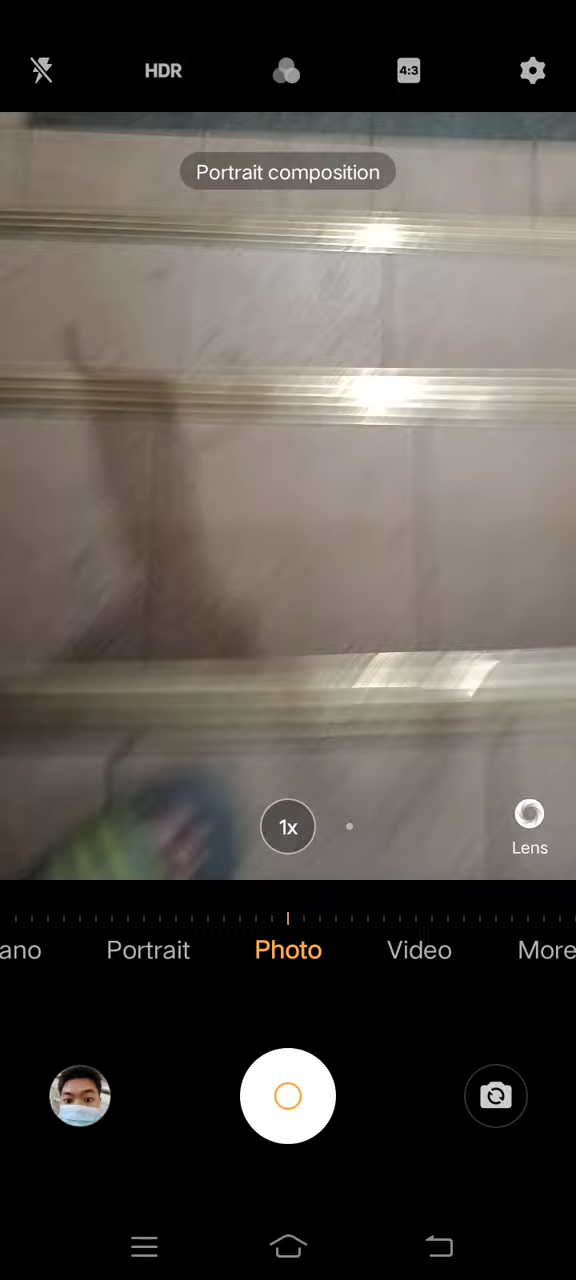 HDR
4:3
Portrait composition
1x
Lens
ano
Portrait
Photo
Video
More